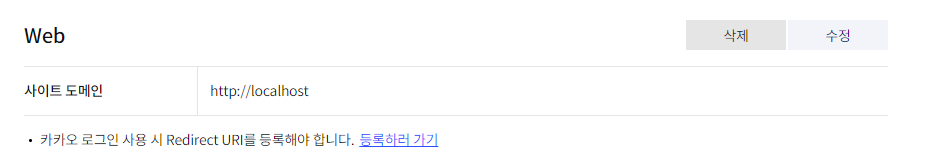 Web
삭제
수정
사이트 도메인
http://localhost
• 카카오 로그인 사용 시 Redirect URI를 등록해야 합니다. 등록하러 가기